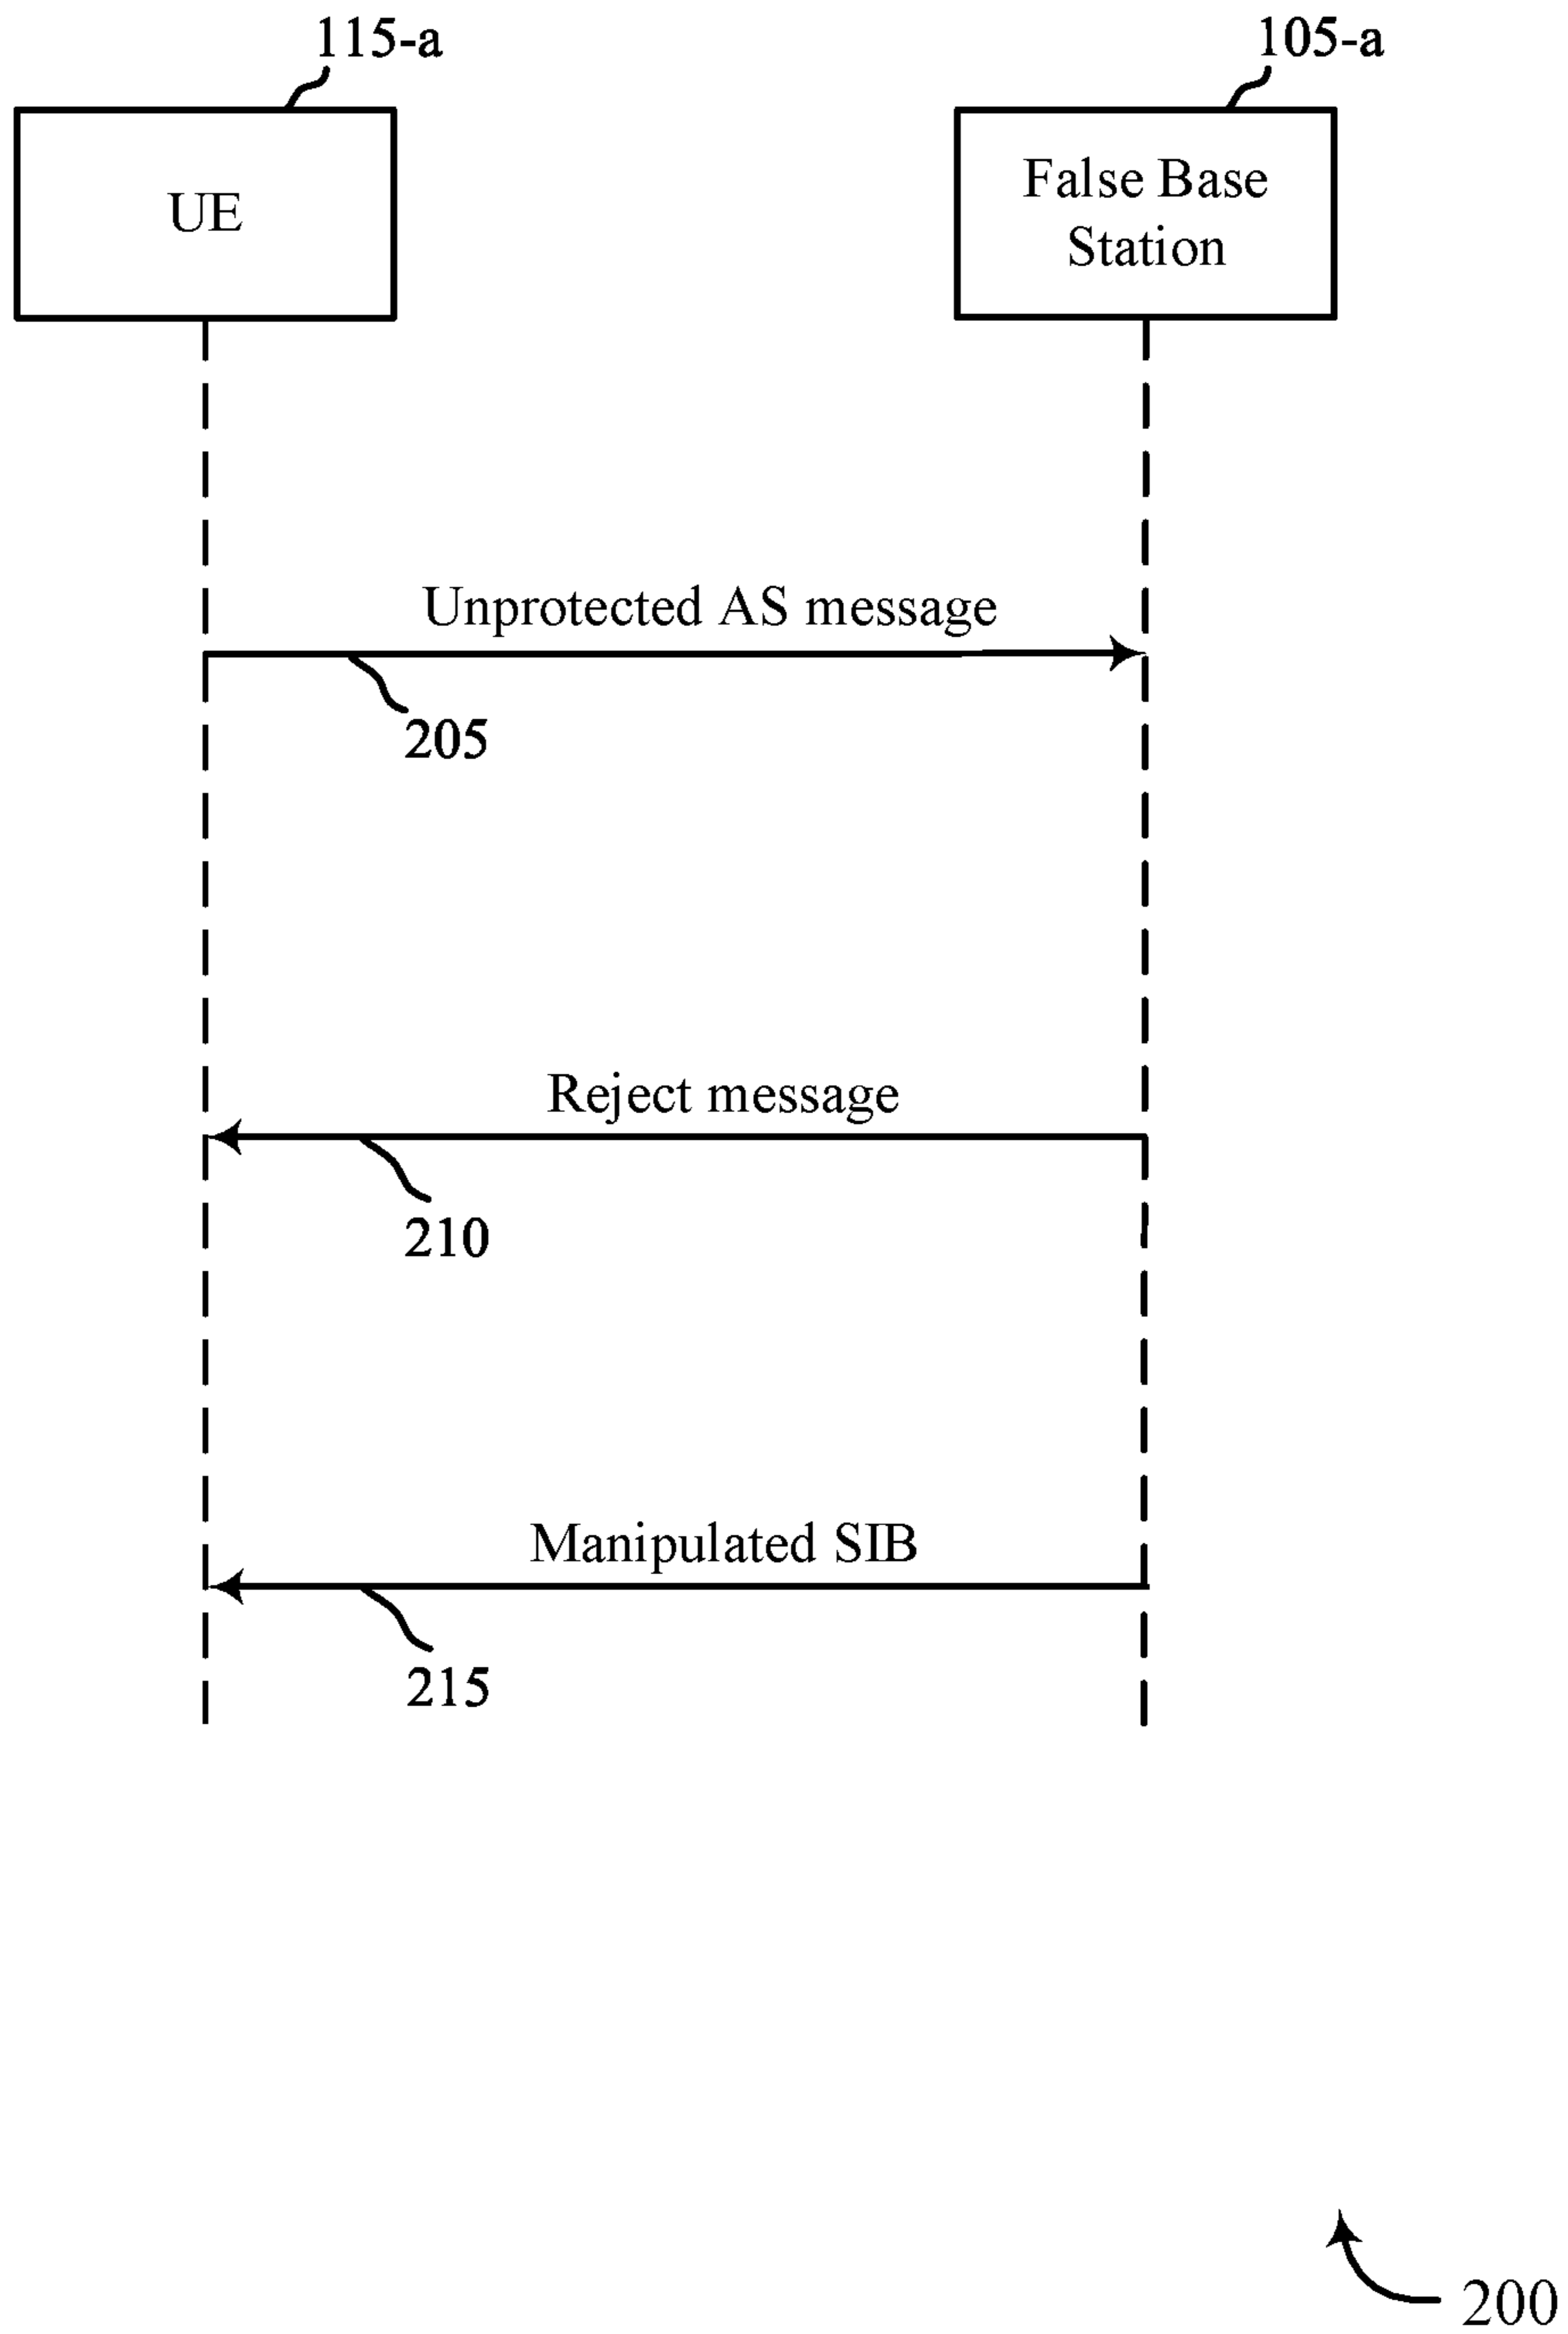 115-a
105-a
UE
False Base
Station
Unprotected AS message
205
Reject message
210
Manipulated SIB
215
200